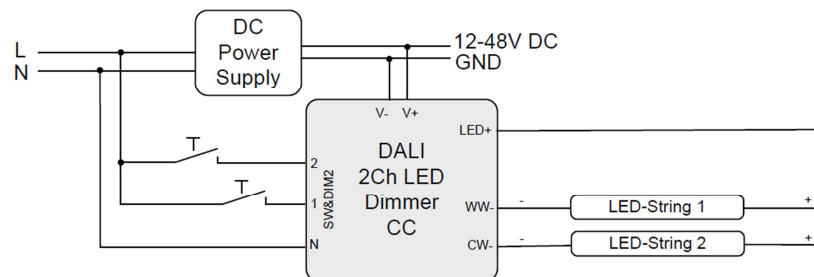 DC
Power
Supply
L
N
12-48V DC
GND
V- V+
LED+
DALI
2Ch LED
Dimmer
CC
T
T
2
1
N
SW&DIM2
WW-
CW-
- LED-String 1 +
- LED-String 2 +